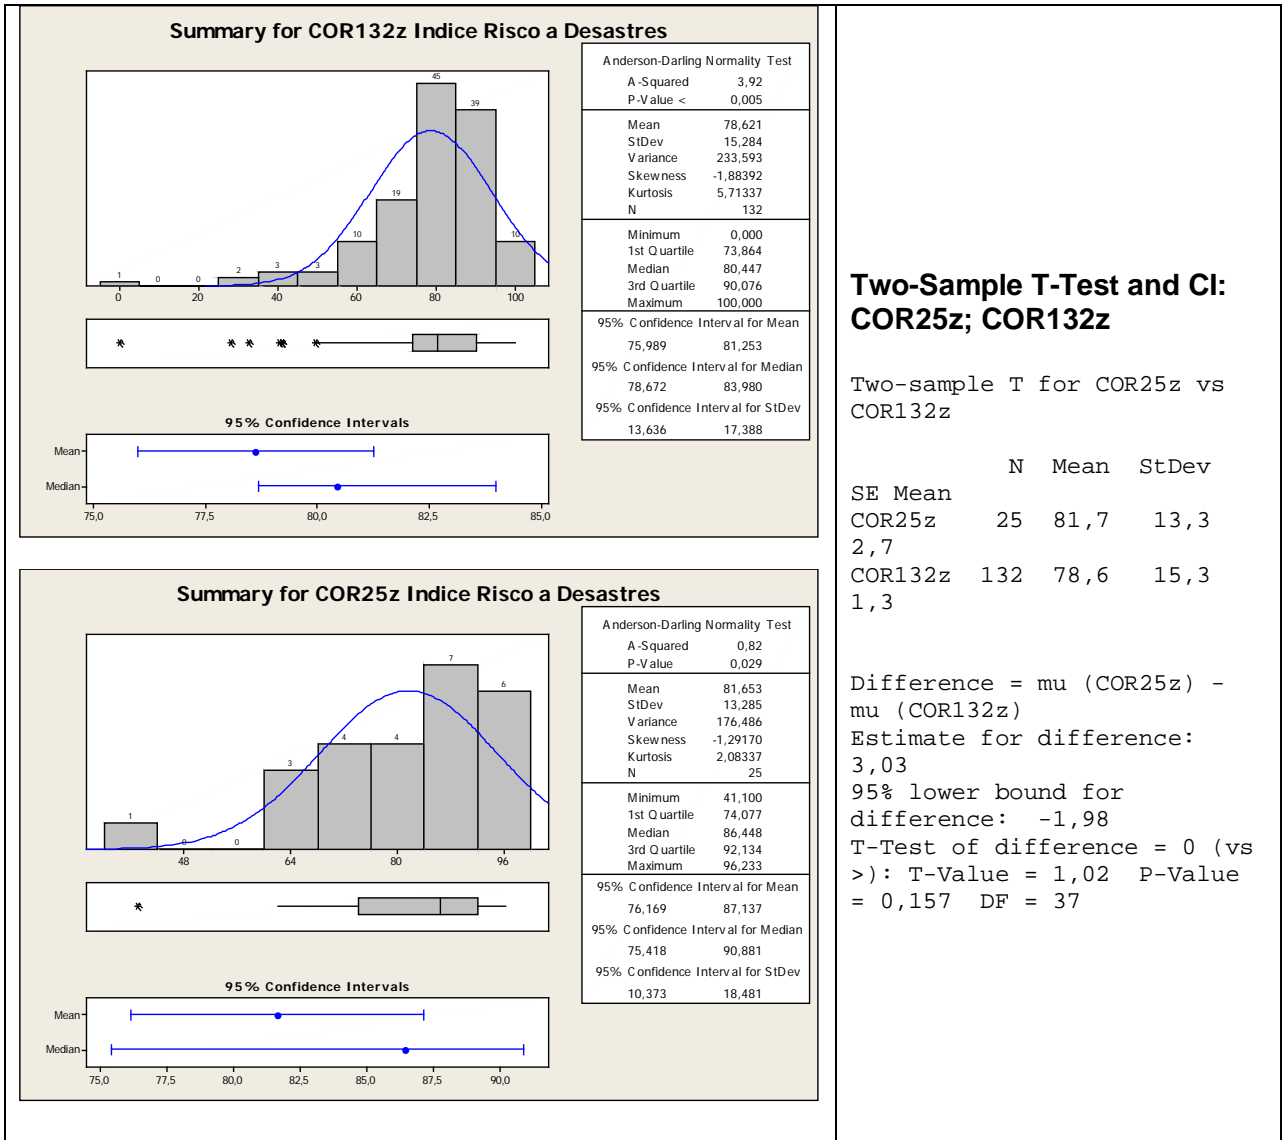 Summary for COR132z Indice Risco a Desastres
45
39
19
10
10
1
0
0
2
3
3
0
20
40
60
80
100
95% Confidence Intervals
Mean
Median
75,0
77,5
80,0
82,5
85,0
Anderson-Darling Normality Test
A-Squared 3,92
P-Value < 0,005
Mean 78,621
StDev 15,284
Variance 233,593
Skewness -1,88392
Kurtosis 5,71337
N 132
Minimum 0,000
1st Quartile 73,864
Median 80,447
3rd Quartile 90,076
Maximum 100,000
95% Confidence Interval for Mean
75,989 81,253
95% Confidence Interval for Median
78,672 83,980
95% Confidence Interval for StDev
13,636 17,388
Summary for COR25z Indice Risco a Desastres
7
6
4
4
3
1
0
0
48
64
80
96
95% Confidence Intervals
Mean
Median
75,0
77,5
80,0
82,5
85,0
87,5
90,0
Anderson-Darling Normality Test
A-Squared 0,82
P-Value 0,029
Mean 81,653
StDev 13,285
Variance 176,486
Skewness -1,29170
Kurtosis 2,08337
N 25
Minimum 41,100
1st Quartile 74,077
Median 86,448
3rd Quartile 92,134
Maximum 96,233
95% Confidence Interval for Mean
76,169 87,137
95% Confidence Interval for Median
75,418 90,881
95% Confidence Interval for StDev
10,373 18,481
Two-Sample T-Test and CI:
COR25z; COR132z
Two-sample T for COR25z vs
COR132z
N Mean StDev
SE Mean
COR25z 25 81,7 13,3
2,7
COR132z 132 78,6 15,3
1,3
Difference = mu (COR25z) -
mu (COR132z)
Estimate for difference:
3,03
95% lower bound for
difference: -1,98
T-Test of difference = 0 (vs
>): T-Value = 1,02 P-Value
= 0,157 DF = 37